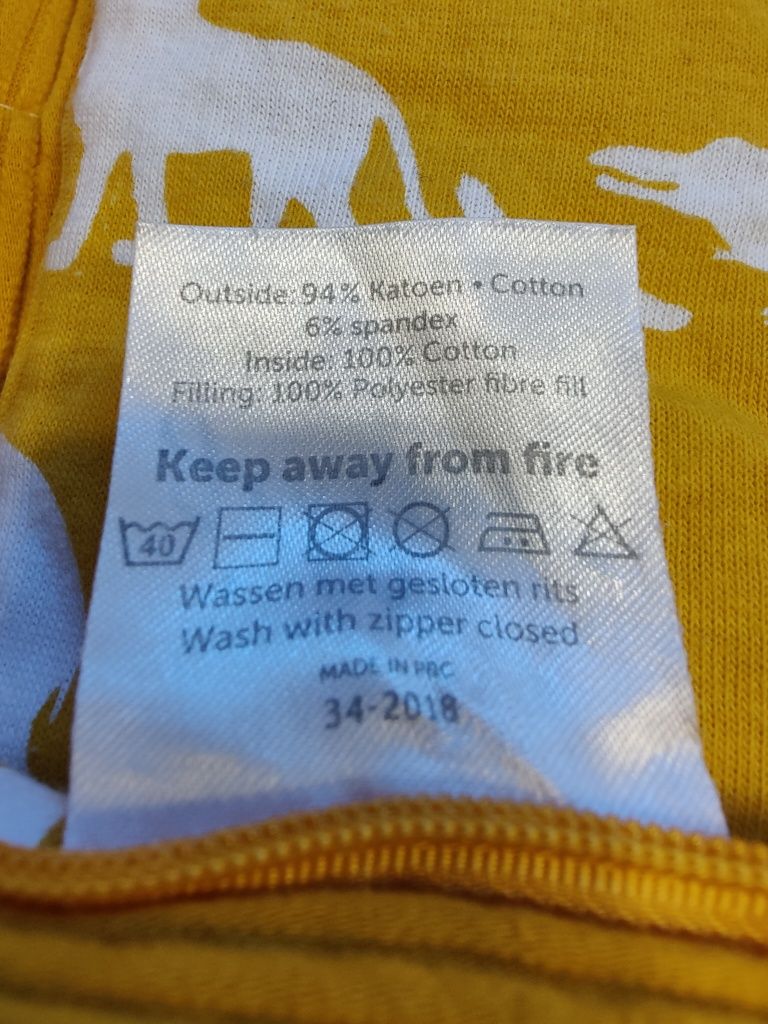 Outside: 94% Katoen • Cotton
6% spandex
Inside: 100% Cotton
Filling: 100% Polyester fibre fill
Keep away from fire
40
Wassen met gesloten rits
Wash with zipper closed
MADE IN PRC
34-2018